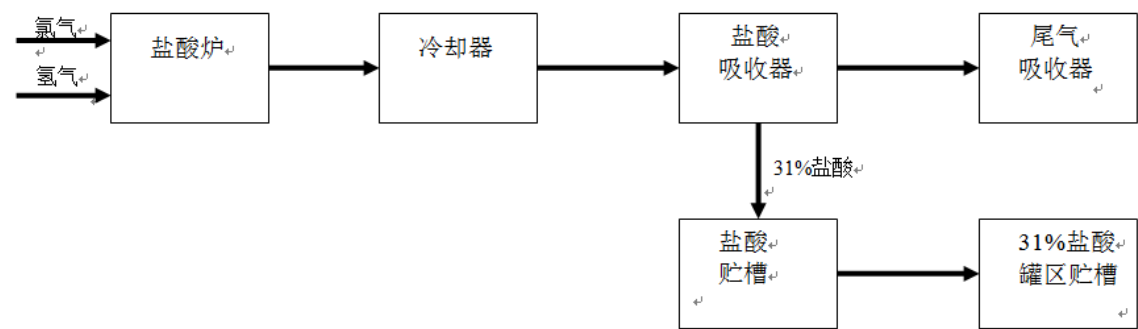 氯气
氢气
盐酸炉
冷却器
盐酸
吸收器
尾气
吸收器
31%盐酸
盐酸
贮槽
31%盐酸
罐区贮槽